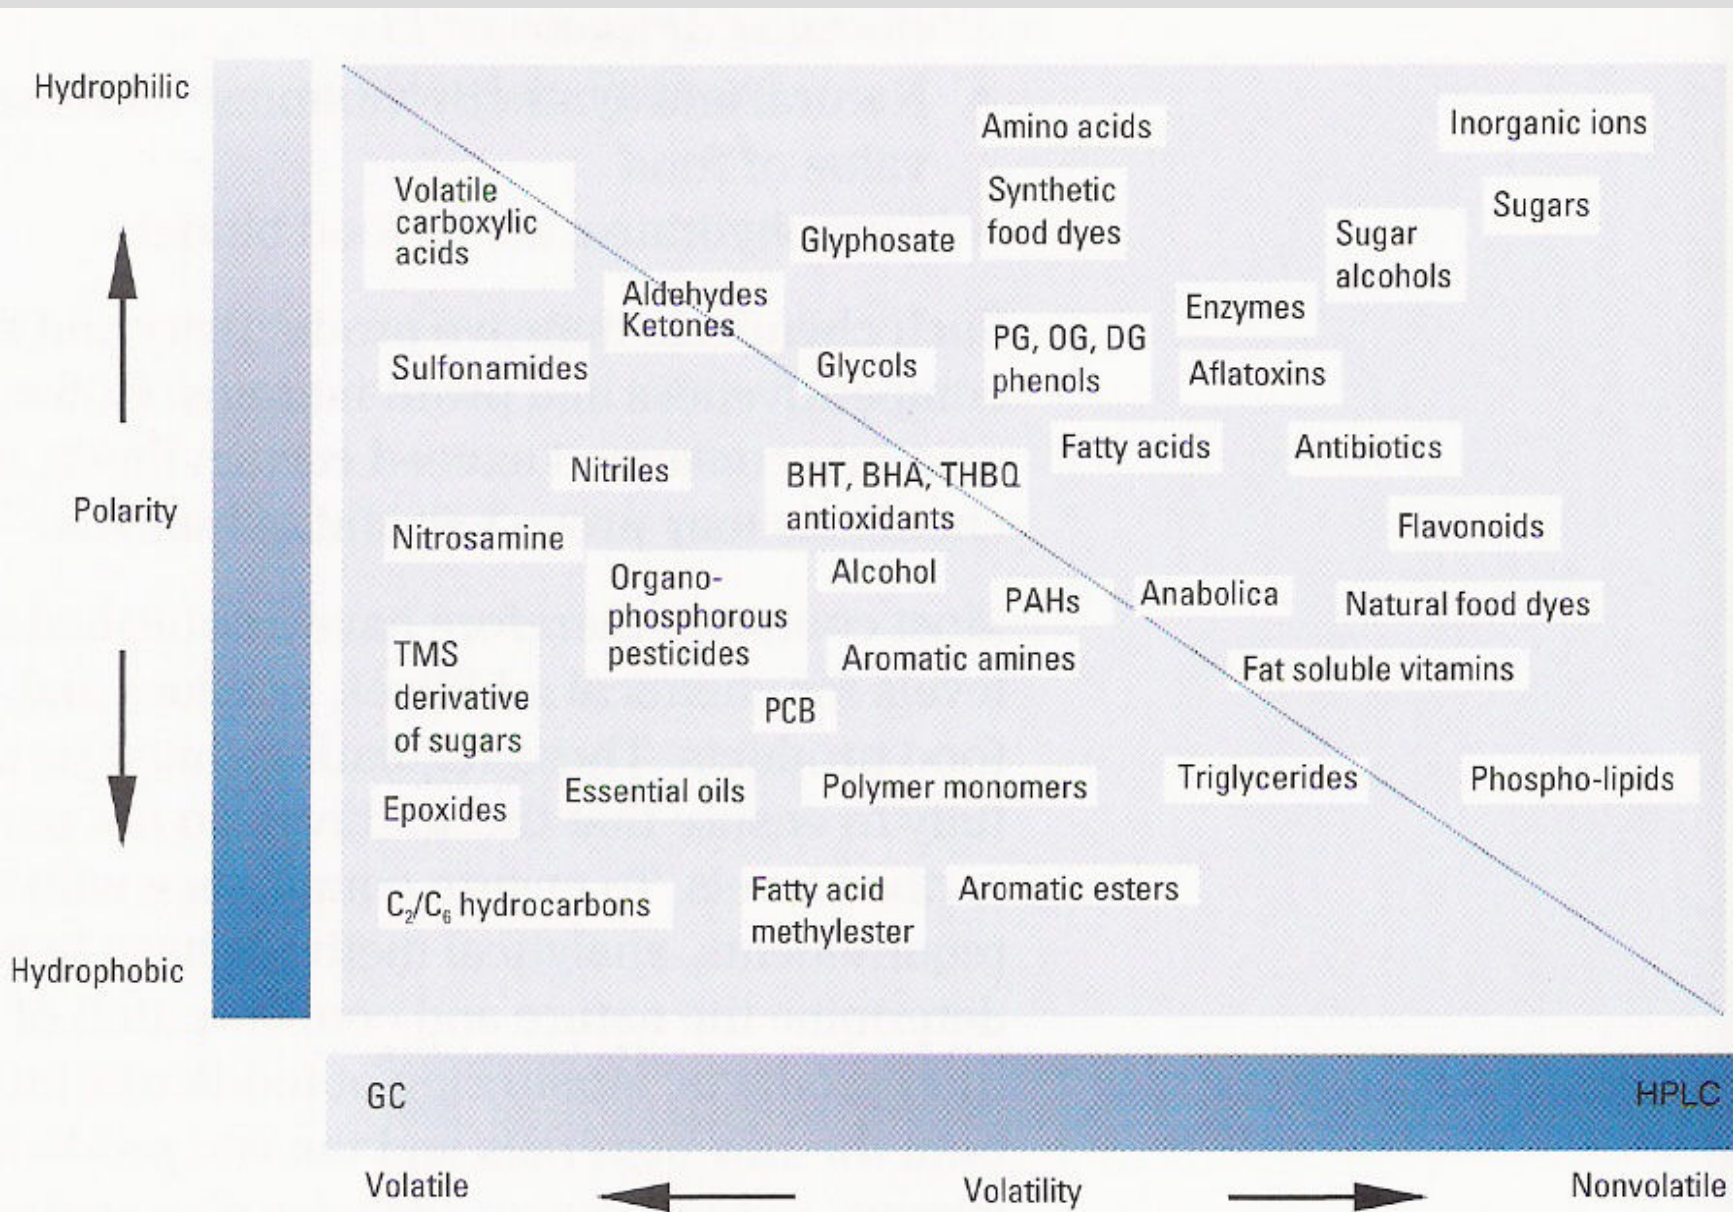 Hydrophilic
Amino acids
Inorganic ions
Volatile
carboxylic
acids
Synthetic
food dyes
Sugars
Glyphosate
Sugar
alcohols
Aldehydes
Ketones
Enzymes
PG, OG, DG
phenols
Sulfonamides
Glycols
Aflatoxins
Fatty acids
Antibiotics
Nitriles
BHT, BHA, THBQ
antioxidants
Polarity
Nitrosamine
Flavonoids
Organo-
phosphorous
pesticides
Alcohol
PAHs
Anabolica
Natural food dyes
TMS
derivative
of sugars
Aromatic amines
Fat soluble vitamins
PCB
Epoxides
Essential oils
Polymer monomers
Triglycerides
Phospho-lipids
C₂/C₆ hydrocarbons
Fatty acid
methylester
Aromatic esters
Hydrophobic
GC
HPLC
Volatile
Volatility
Nonvolatile